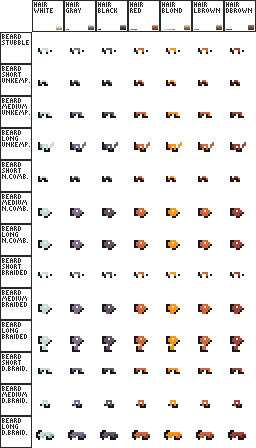 HAIR WHITE
HAIR GRAY
HAIR BLACK
HAIR RED
HAIR BLOND
HAIR LBROWN
HAIR DBROWN
BEARD STUBBLE
BEARD SHORT UNKEMP.
BEARD MEDIUM UNKEMP.
BEARD LONG UNKEMP.
BEARD SHORT N.COMB.
BEARD MEDIUM N.COMB.
BEARD LONG N.COMB.
BEARD SHORT BRAIDED
BEARD MEDIUM BRAIDED
BEARD LONG BRAIDED
BEARD SHORT D.BRAID.
BEARD MEDIUM D.BRAID.
BEARD LONG D.BRAID.